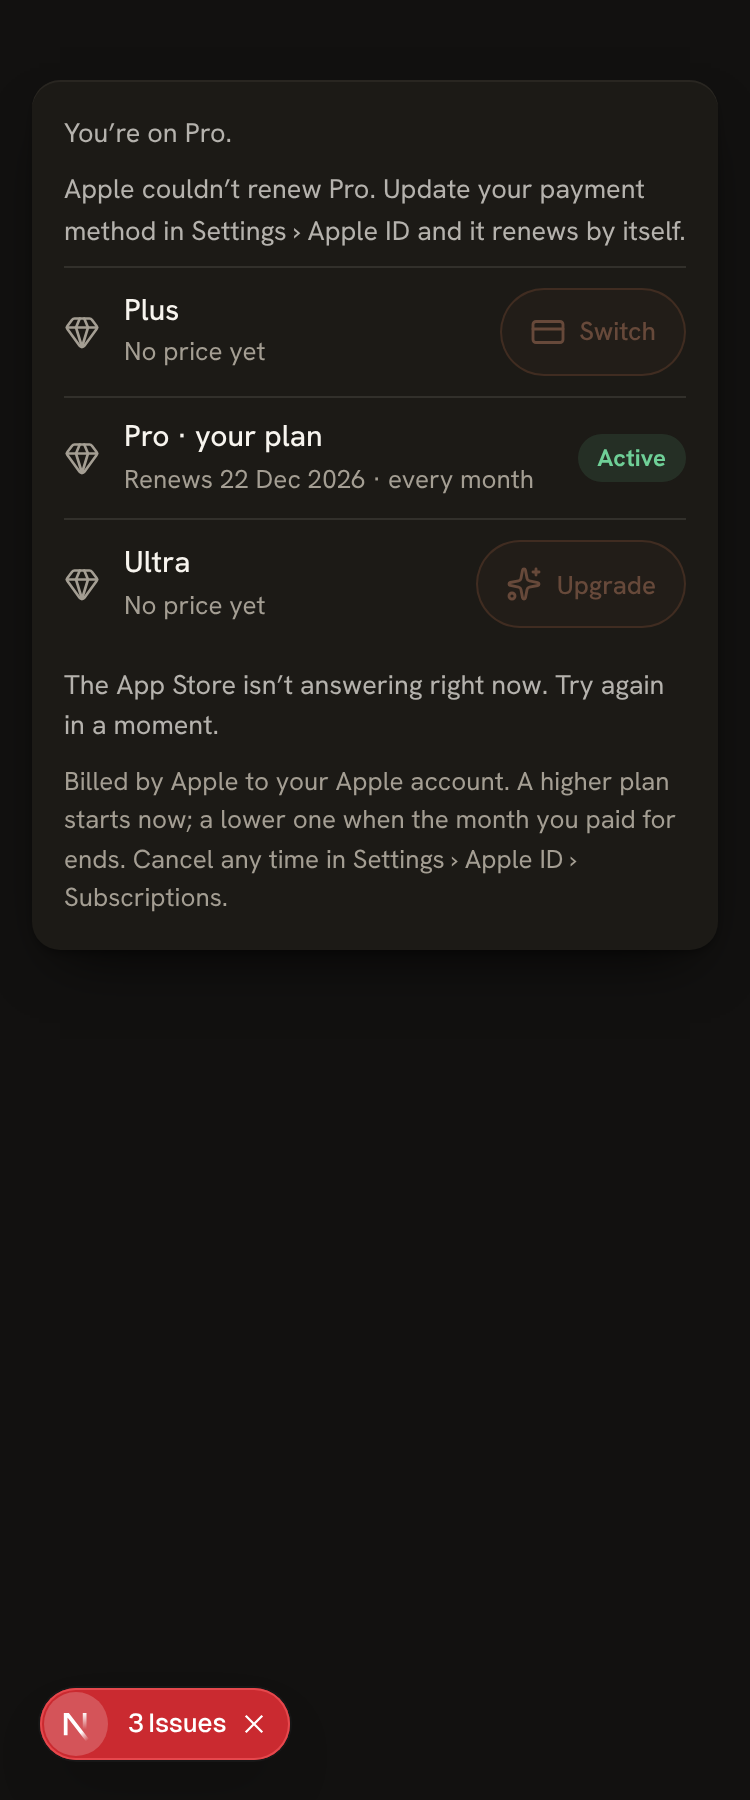 You’re on Pro.
Apple couldn’t renew Pro. Update your payment
method in Settings › Apple ID and it renews by itself.
Plus
No price yet
Switch
Pro · your plan
Renews 22 Dec 2026 · every month
Active
Ultra
No price yet
Upgrade
The App Store isn’t answering right now. Try again
in a moment.
Billed by Apple to your Apple account. A higher plan
starts now; a lower one when the month you paid for
ends. Cancel any time in Settings › Apple ID ›
Subscriptions.
N
3 Issues